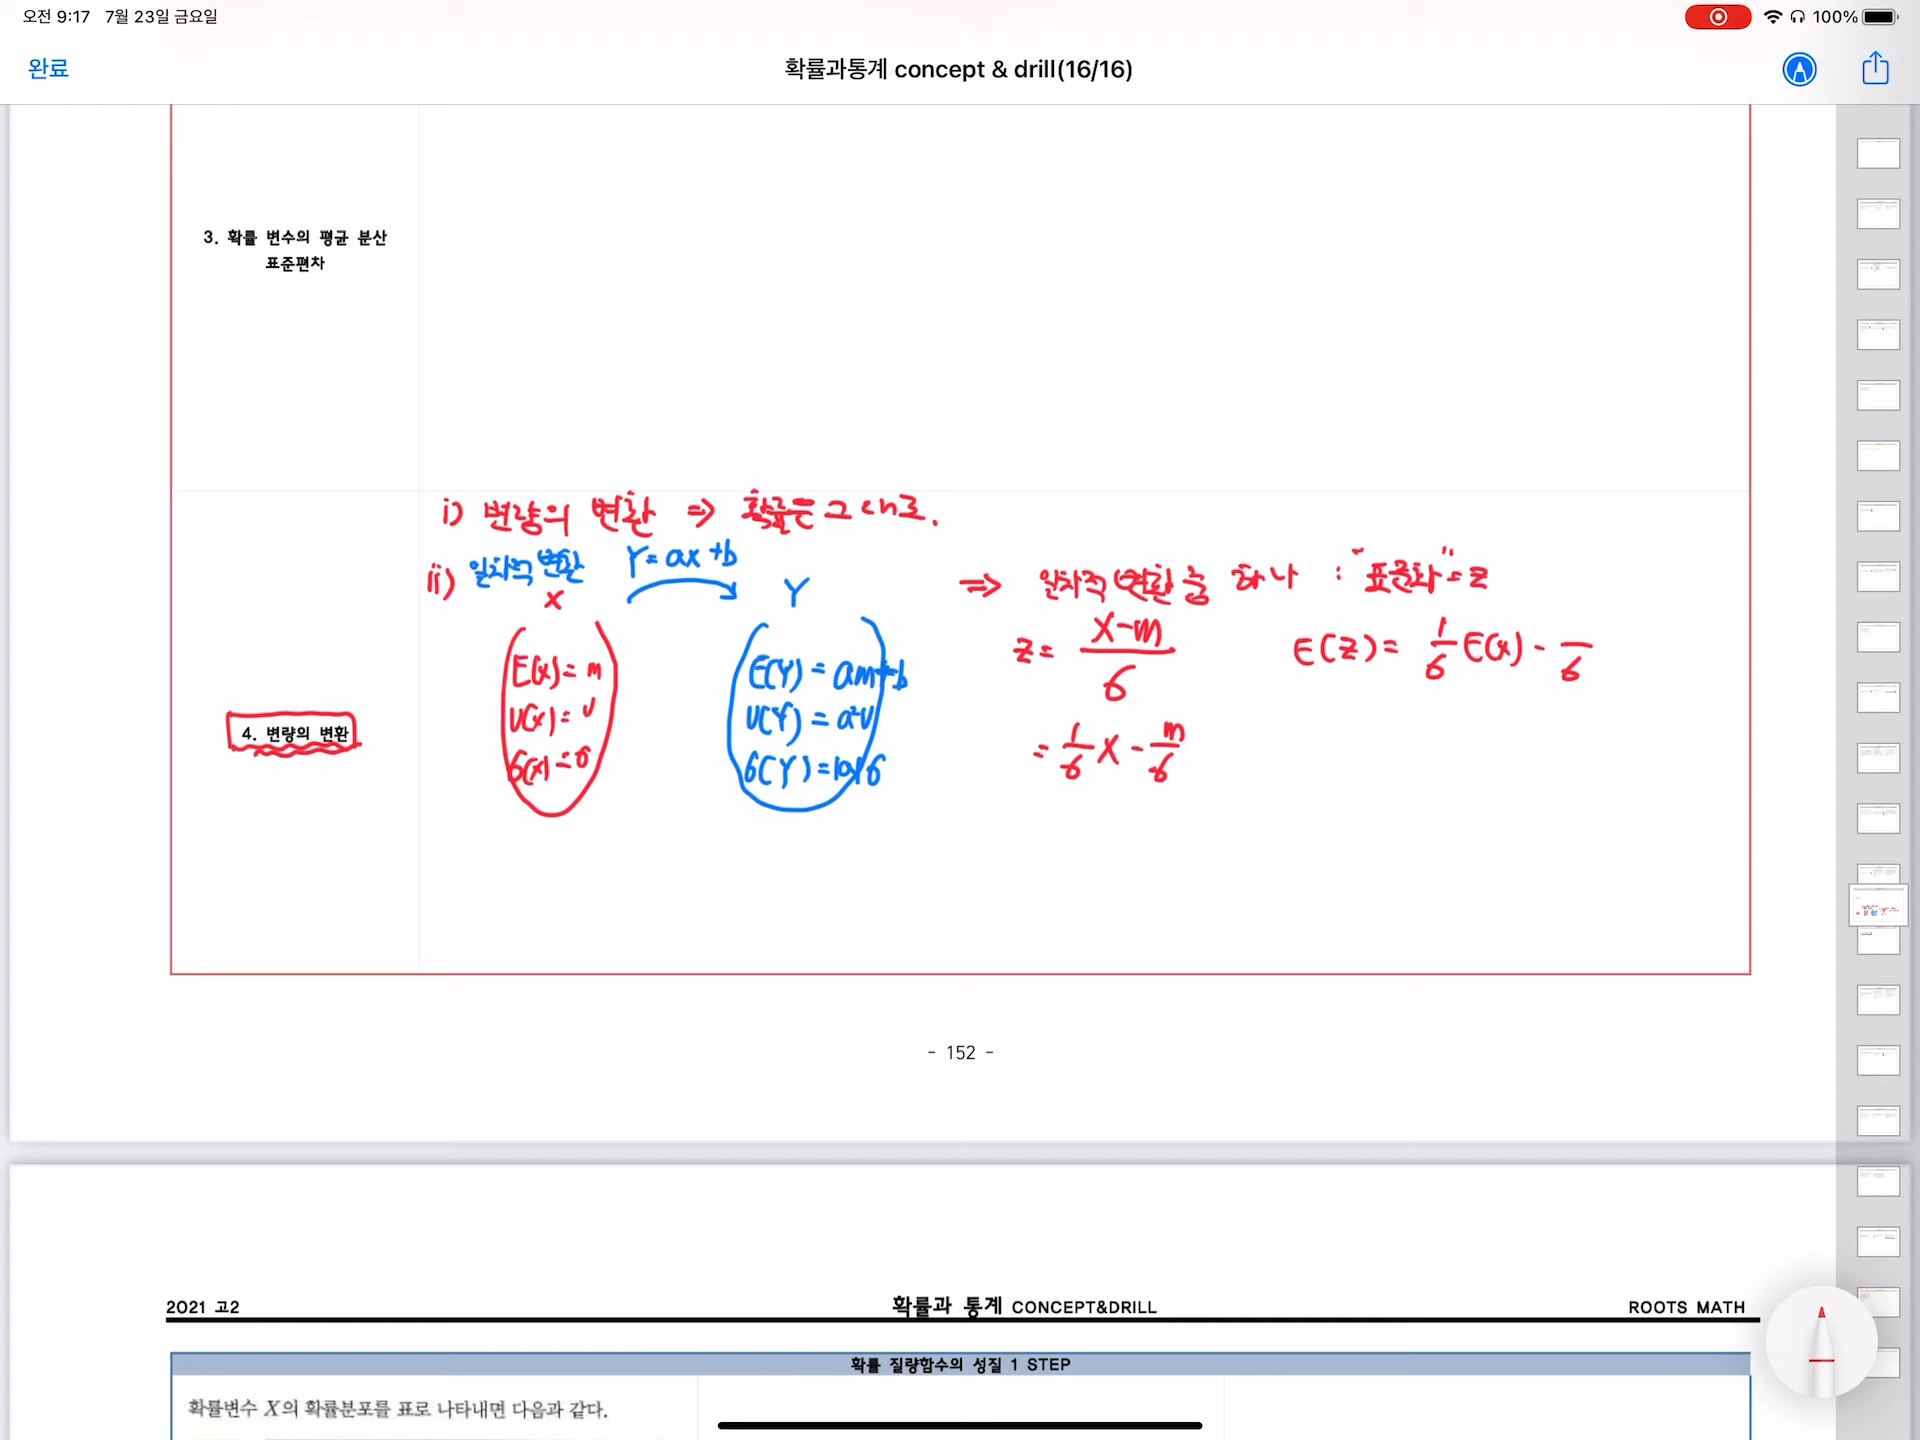 오전 9:17 7월 23일 금요일
100%
완료
확률과통계 concept & drill(16/16)
3. 확률 변수의 평균 분산
표준편차
i) 변량의 변환 ⇒ 확률은 그대로.
ii) 일차적 변환 Y=ax+b
X Y
E(x)=m
V(x)=V
σ(x)=σ
E(Y)=am+b
V(Y)=a²V
σ(Y)=|a|σ
⇒ 일차적 변환 중 하나 : "표준화"=z
z= X-m/σ
= 1/σ X - m/σ
E(z)= 1/σ E(x) - /σ
4. 변량의 변환
- 152 -
2021 고2 확률과 통계 CONCEPT&DRILL ROOTS MATH
확률 질량함수의 성질 1 STEP
확률변수 X의 확률분포를 표로 나타내면 다음과 같다.